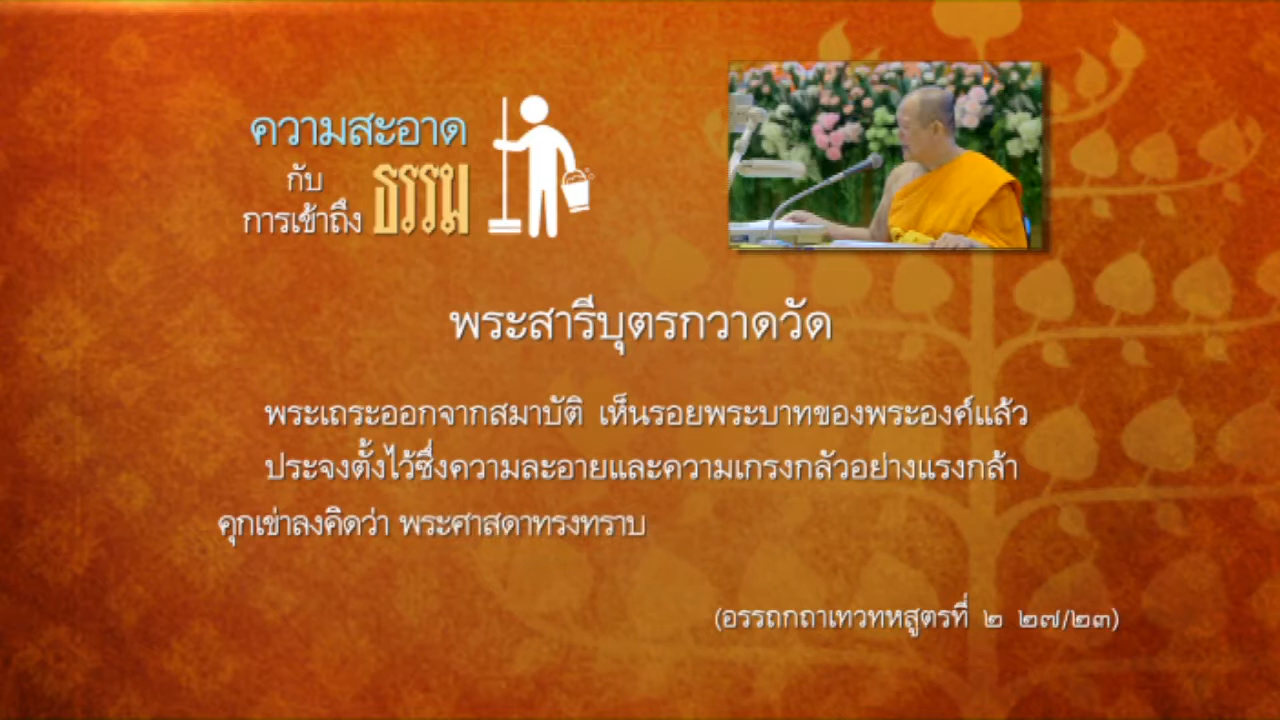 ความสะอาด
กับ
การเข้าถึง ธรรม
พระสารีบุตรกวาดวัด
พระเถระออกจากสมาบัติ เห็นรอยพระบาทของพระองค์แล้ว
ประจงตั้งไว้ซึ่งความละอายและความเกรงกลัวอย่างแรงกล้า
คุกเข่าลงคิดว่า พระศาสดาทรงทราบ
(อรรถกถาเทวทหสูตรที่ ๒ ๒๗/๒๓)